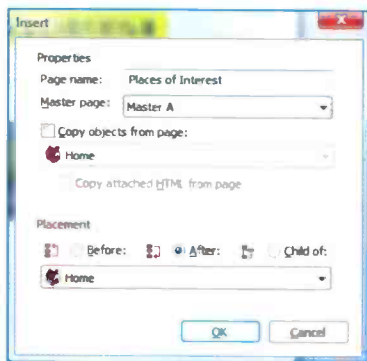 Insert
Properties
Page name: Places of Interest
Master page: Master A
Copy objects from page:
Home
Copy attached HTML from page
Placement
Before: After: Child of:
Home
OK Cancel